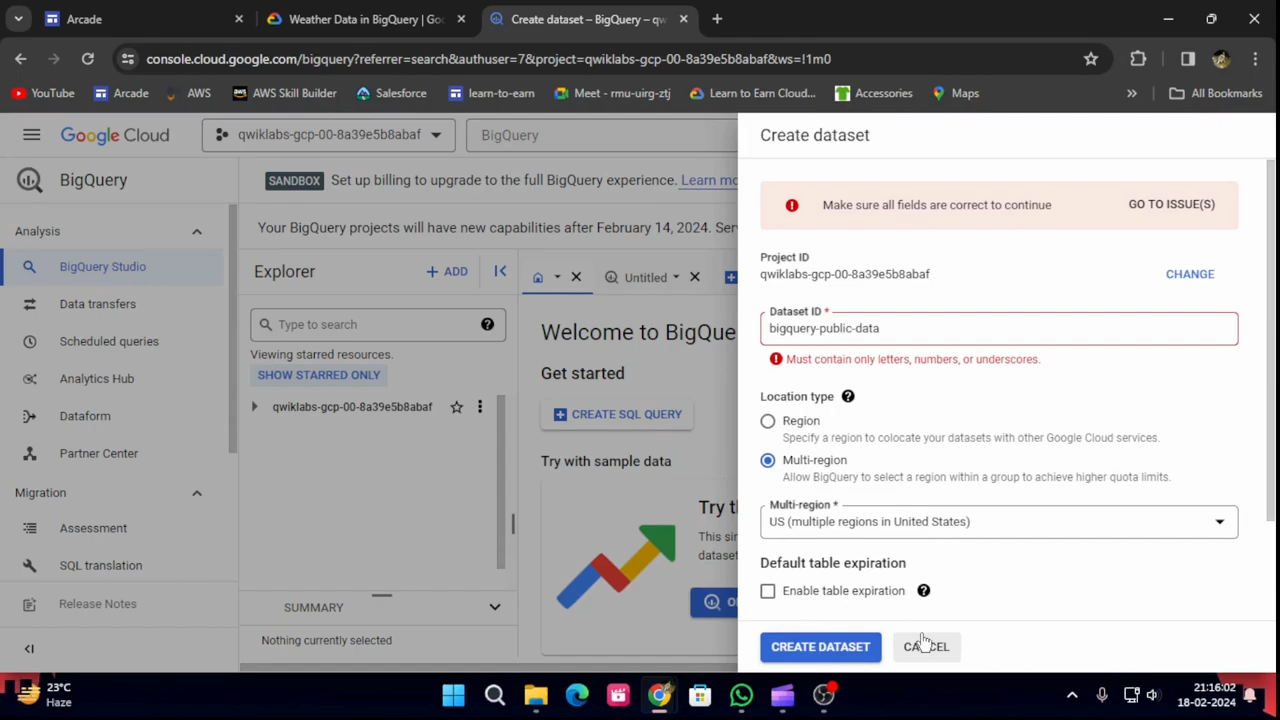 Arcade
Weather Data in BigQuery | Goo
Create dataset – BigQuery – qw
console.cloud.google.com/bigquery?referrer=search&authuser=7&project=qwiklabs-gcp-00-8a39e5b8abaf&ws=!1m0
YouTube
Arcade
AWS
AWS Skill Builder
Salesforce
learn-to-earn
Meet - rmu-uirg-ztj
Learn to Earn Cloud...
Accessories
Maps
All Bookmarks
Google Cloud
qwiklabs-gcp-00-8a39e5b8abaf
BigQuery
BigQuery
SANDBOX
Set up billing to upgrade to the full BigQuery experience. Learn mo
Analysis
BigQuery Studio
Data transfers
Scheduled queries
Analytics Hub
Dataform
Partner Center
Migration
Assessment
SQL translation
Release Notes
Your BigQuery projects will have new capabilities after February 14, 2024. Serv
Explorer
ADD
Type to search
Viewing starred resources.
SHOW STARRED ONLY
qwiklabs-gcp-00-8a39e5b8abaf
SUMMARY
Nothing currently selected
Untitled
Welcome to BigQue
Get started
CREATE SQL QUERY
Try with sample data
Try th
This sim
dataset
O
Create dataset
Make sure all fields are correct to continue
GO TO ISSUE(S)
Project ID
qwiklabs-gcp-00-8a39e5b8abaf
CHANGE
Dataset ID *
bigquery-public-data
Must contain only letters, numbers, or underscores.
Location type
Region
Specify a region to colocate your datasets with other Google Cloud services.
Multi-region
Allow BigQuery to select a region within a group to achieve higher quota limits.
Multi-region *
US (multiple regions in United States)
Default table expiration
Enable table expiration
CREATE DATASET
CANCEL
23°C
Haze
21:16:02
18-02-2024